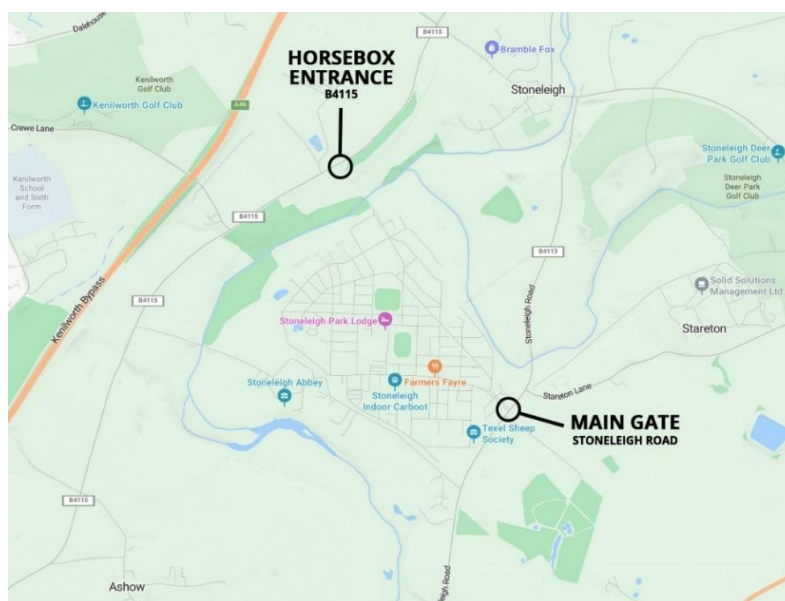 Dalehouse
B4115
HORSEBOX
ENTRANCE
B4115
Bramble Fox
Kenilworth
Golf Club
Stoneleigh
Kenilworth Golf Club
A46
Crewe Lane
Stoneleigh Deer
Park Golf Club
Kenilworth
School
and Sixth
Form
Stoneleigh
Deer Park
Golf Club
B4115
B4113
Solid Solutions
Management Ltd
Kenilworth Bypass
B4115
Stoneleigh Road
Stoneleigh Park Lodge
Stareton
Farmers Fayre
Stoneleigh Abbey
Stoneleigh
Indoor Carboot
Stareton Lane
MAIN GATE
STONELEIGH ROAD
Texel Sheep
Society
B4115
Ashow
leigh Road